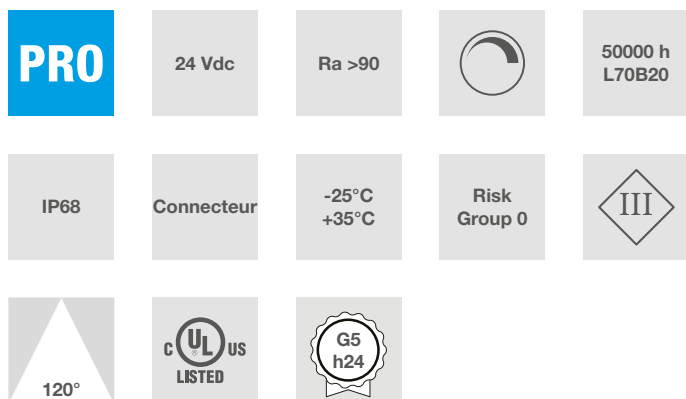 PRO
24 Vdc
Ra >90
50000 h
L70B20
IP68
Connecteur
-25°C
+35°C
Risk
Group 0
III
120°
C UL US
®
LISTED
G5
h24